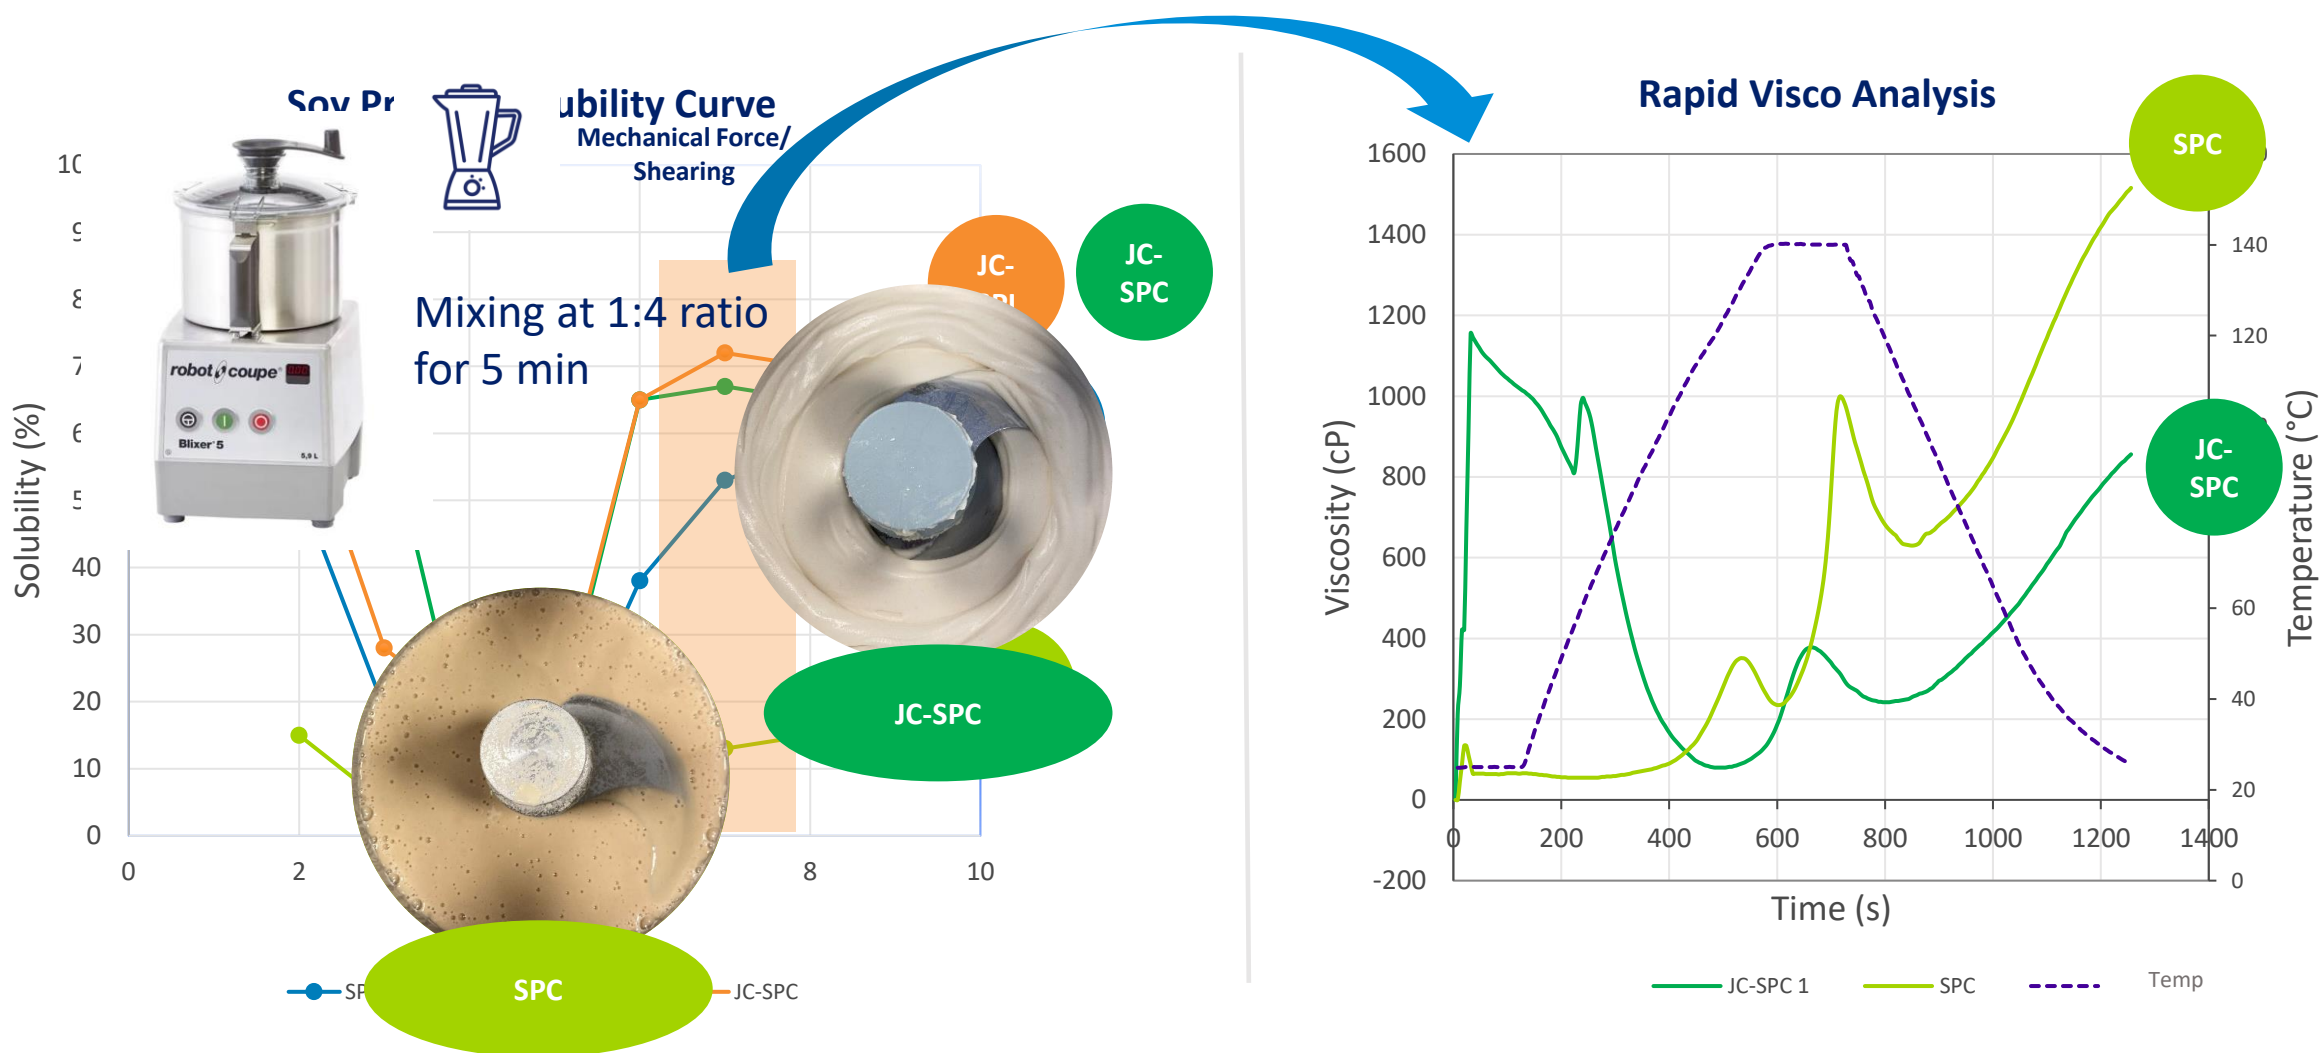 ubility Curve
Mechanical Force/
Shearing
Mixing at 1:4 ratio
for 5 min
robot coupe
Blixer 5
5,9 L
JC-
JC-
SPC
Solubility (%)
40
30
20
10
0
0
2
8
10
JC-SPC
SPC
JC-SPC
Rapid Visco Analysis
SPC
JC-
SPC
Viscosity (cP)
1600
1400
1200
1000
800
600
400
200
0
-200
0
200
400
600
800
1000
1200
1400
Time (s)
140
120
60
40
20
0
Temperature (°C)
JC-SPC 1
SPC
Temp